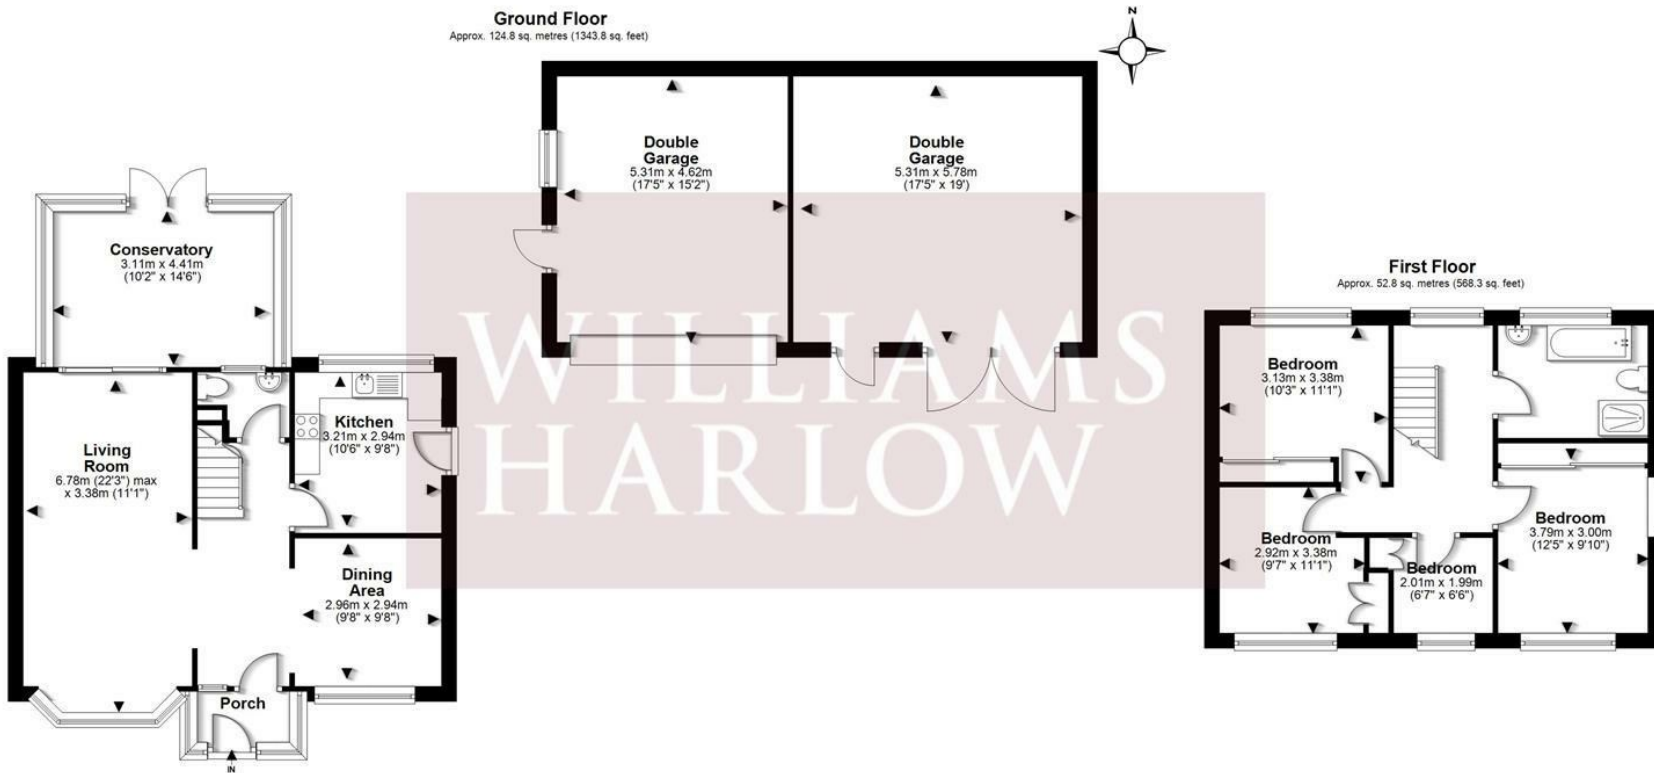 Ground Floor
Approx. 124.8 sq. metres (1343.8 sq. feet)
N
Double
Garage
5.31m x 4.62m
(17'5" x 15'2")
Double
Garage
5.31m x 5.78m
(17'5" x 19')
Conservatory
3.11m x 4.41m
(10'2" x 14'6")
Kitchen
3.21m x 2.94m
(10'6" x 9'8")
Living
Room
6.78m (22'3") max
x 3.38m (11'1")
Dining
Area
2.96m x 2.94m
(9'8" x 9'8")
Porch
IN
WILLIAMS
HARLOW
First Floor
Approx. 52.8 sq. metres (568.3 sq. feet)
Bedroom
3.13m x 3.38m
(10'3" x 11'1")
Bedroom
2.92m x 3.38m
(9'7" x 11'1")
Bedroom
2.01m x 1.99m
(6'7" x 6'6")
Bedroom
3.79m x 3.00m
(12'5" x 9'10")